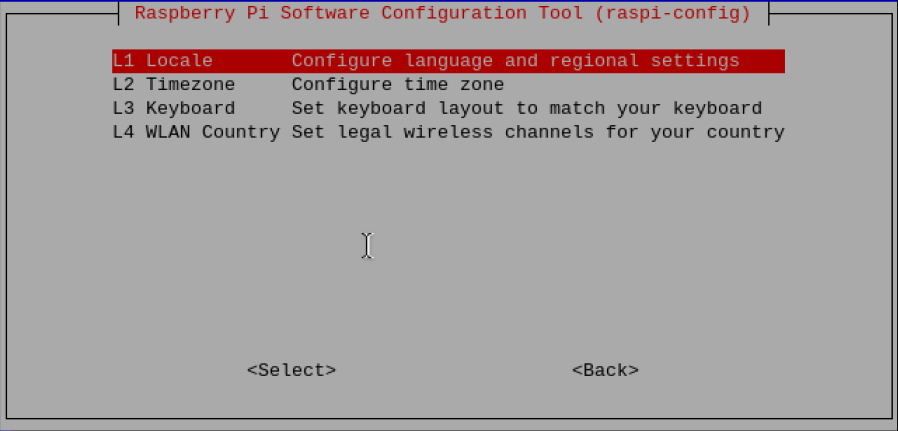 Raspberry Pi Software Configuration Tool (raspi-config)
L1 Locale Configure language and regional settings
L2 Timezone Configure time zone
L3 Keyboard Set keyboard layout to match your keyboard
L4 WLAN Country Set legal wireless channels for your country
<Select> <Back>